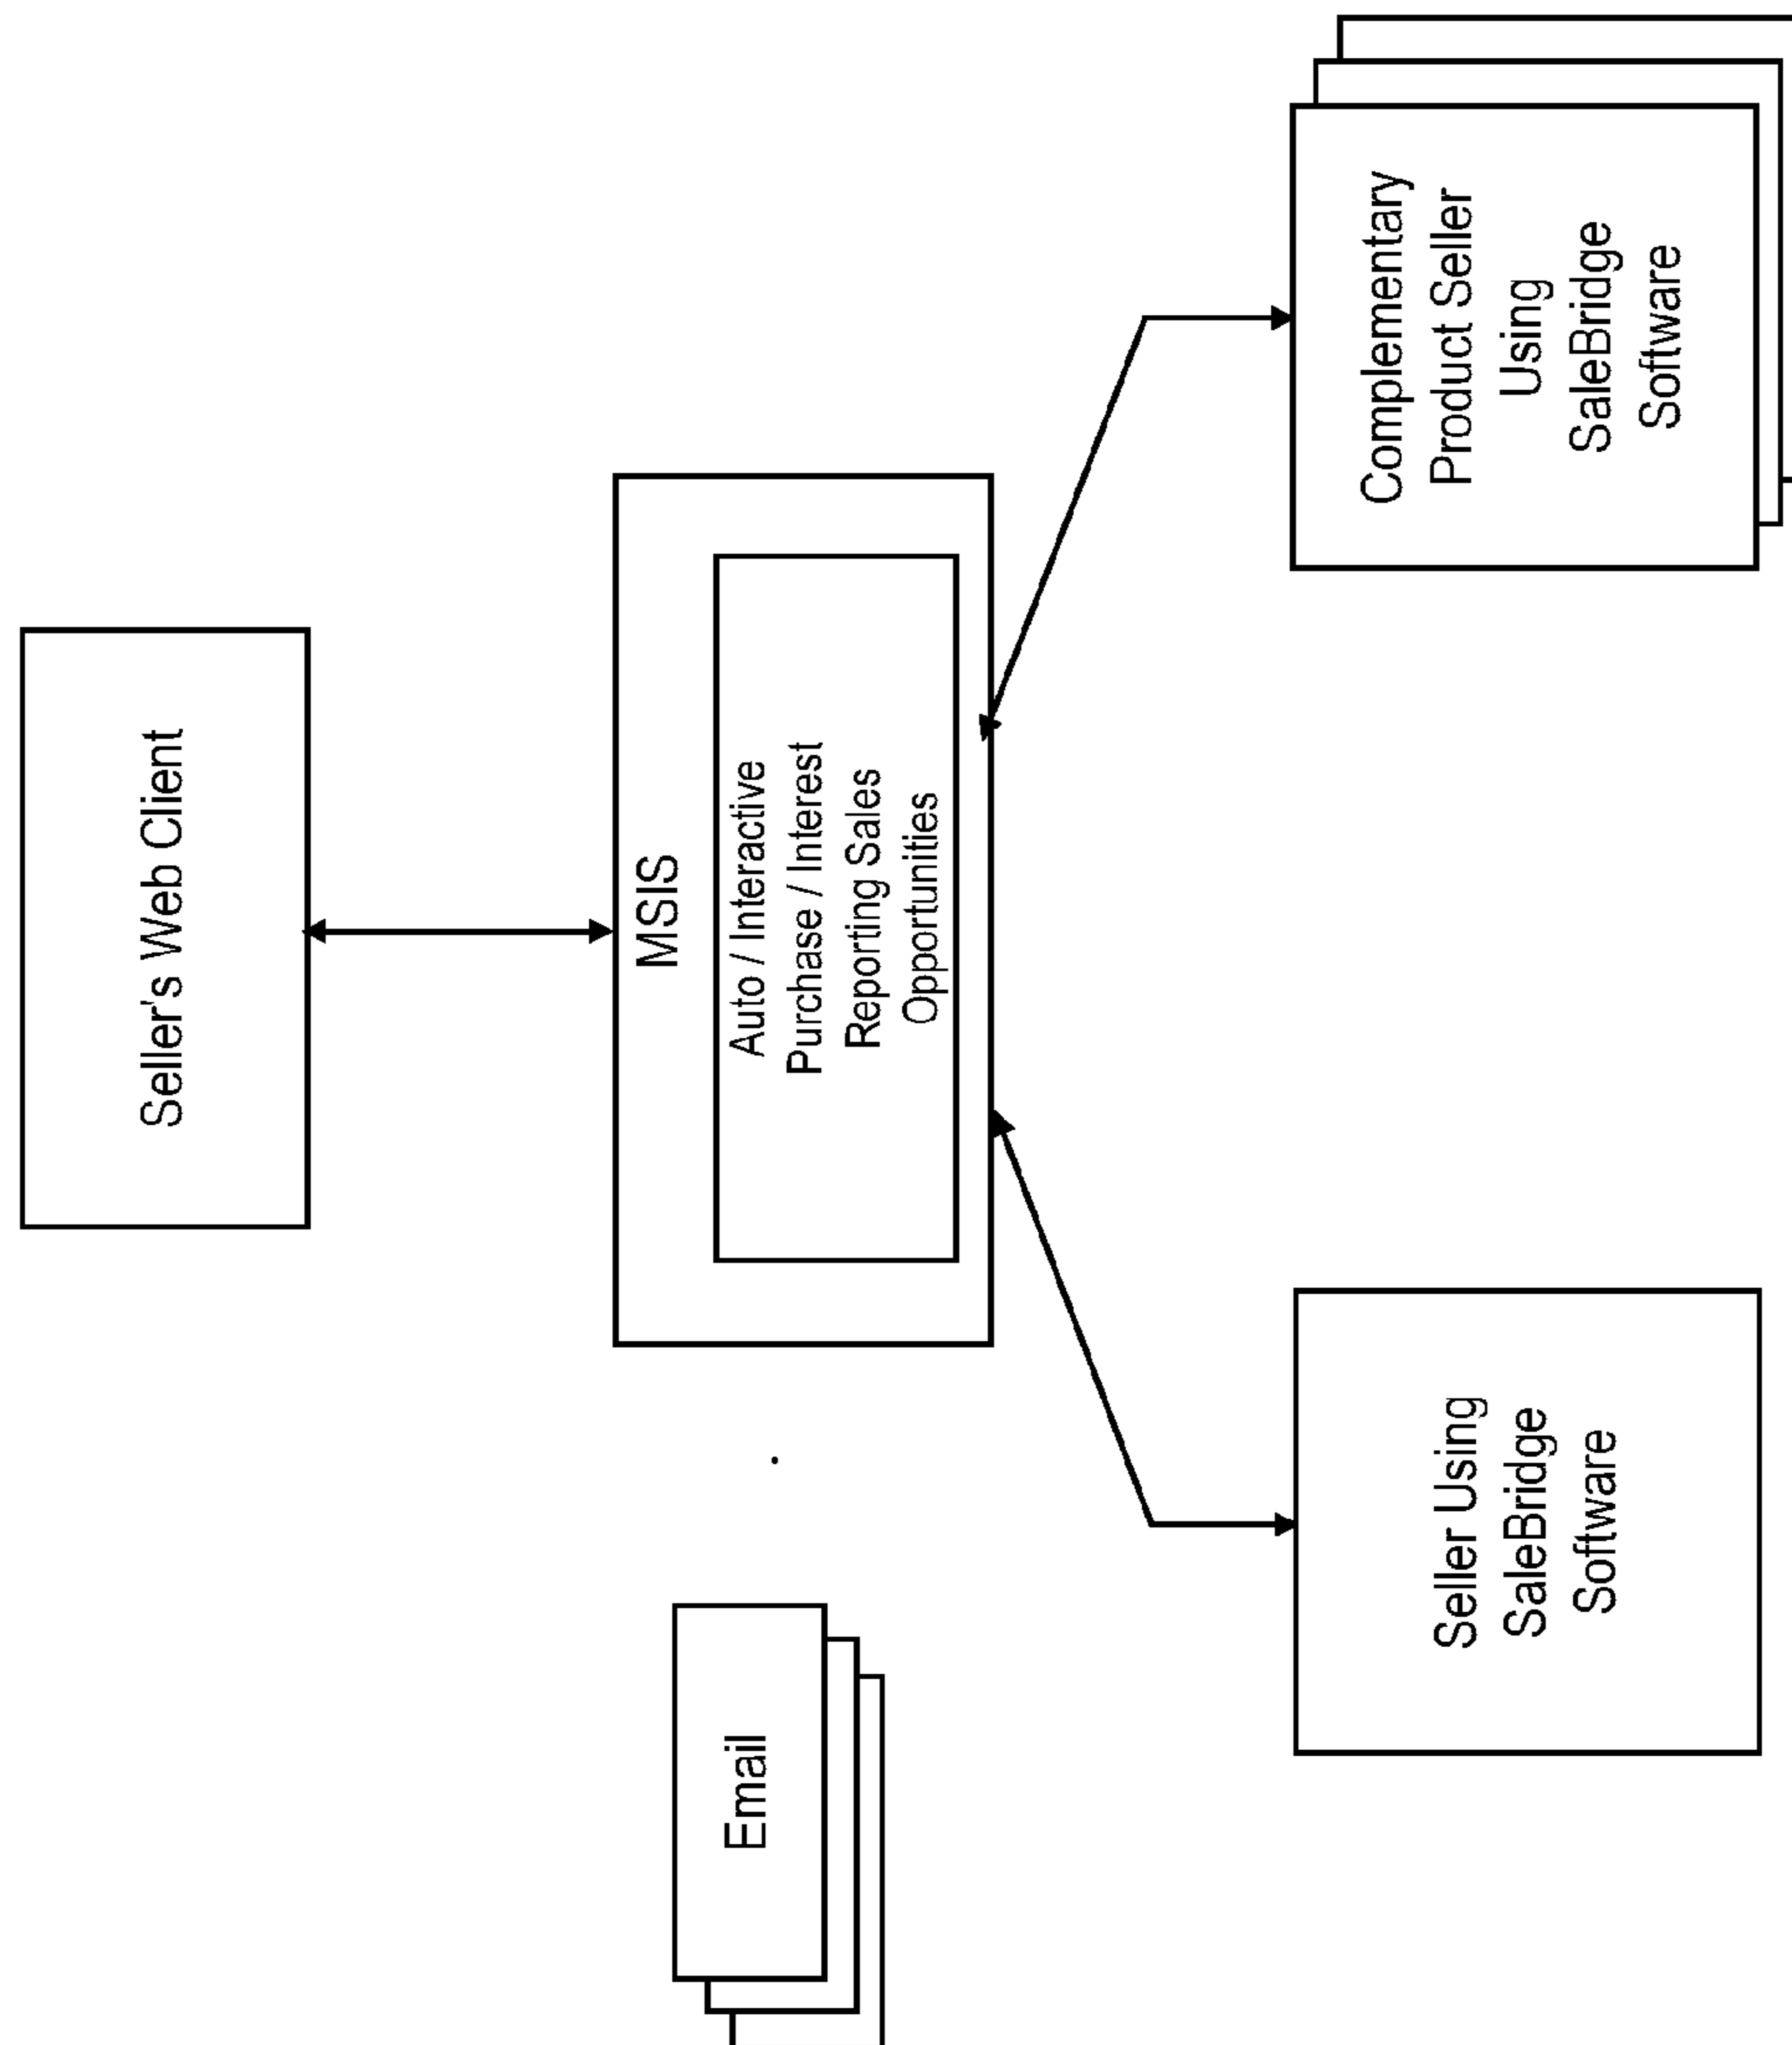 Seller's Web Client
MSIS
Auto / Interactive
Purchase / Interest
Reporting Sales
Opportunities
Email
Seller Using
SaleBridge
Software
Complementary
Product Seller
Using
SaleBridge
Software